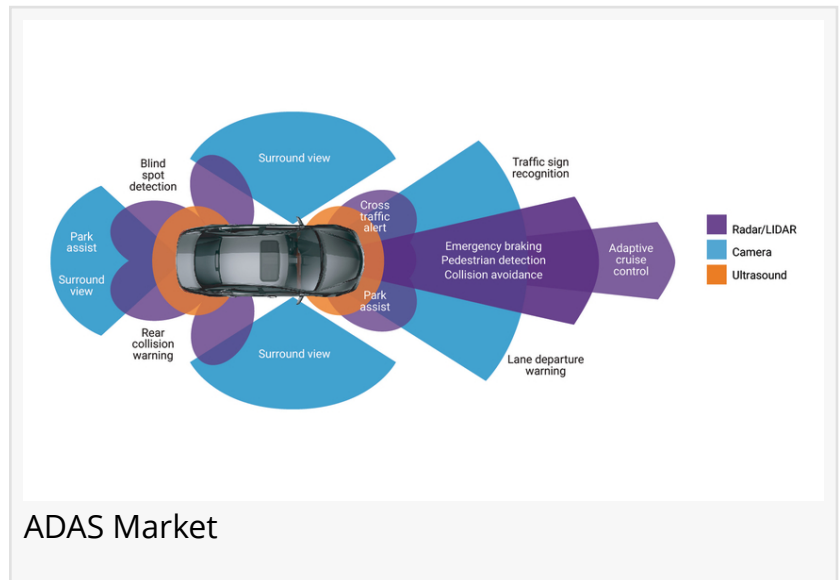 Surround view
Blind
spot
detection
Traffic sign
recognition
Cross
traffic
alert
Park
assist
Surround
view
Emergency braking
Pedestrian detection
Collision avoidance
Adaptive
cruise
control
Radar/LIDAR
Camera
Ultrasound
Park
assist
Rear
collision
warning
Surround view
Lane departure
warning
ADAS Market